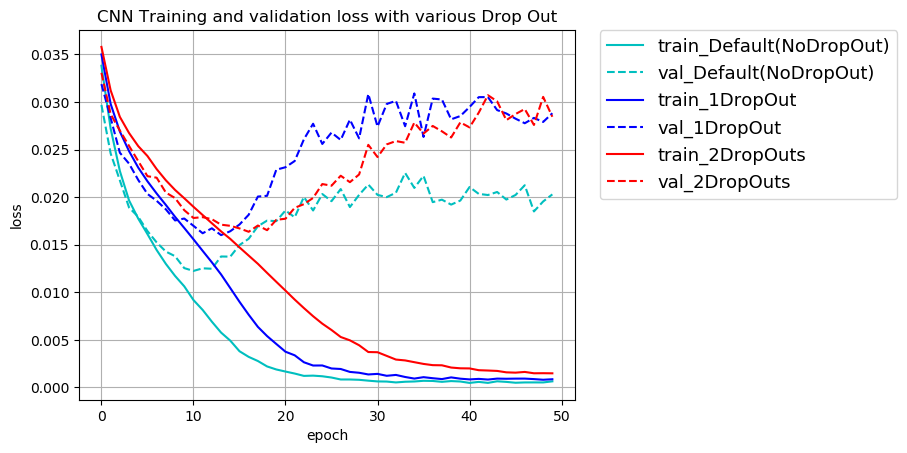 CNN Training and validation loss with various Drop Out
0.035
0.030
0.025
0.020
0.015
0.010
0.005
0.000
loss
0 10 20 30 40 50
epoch
train_Default(NoDropOut)
val_Default(NoDropOut)
train_1DropOut
val_1DropOut
train_2DropOuts
val_2DropOuts